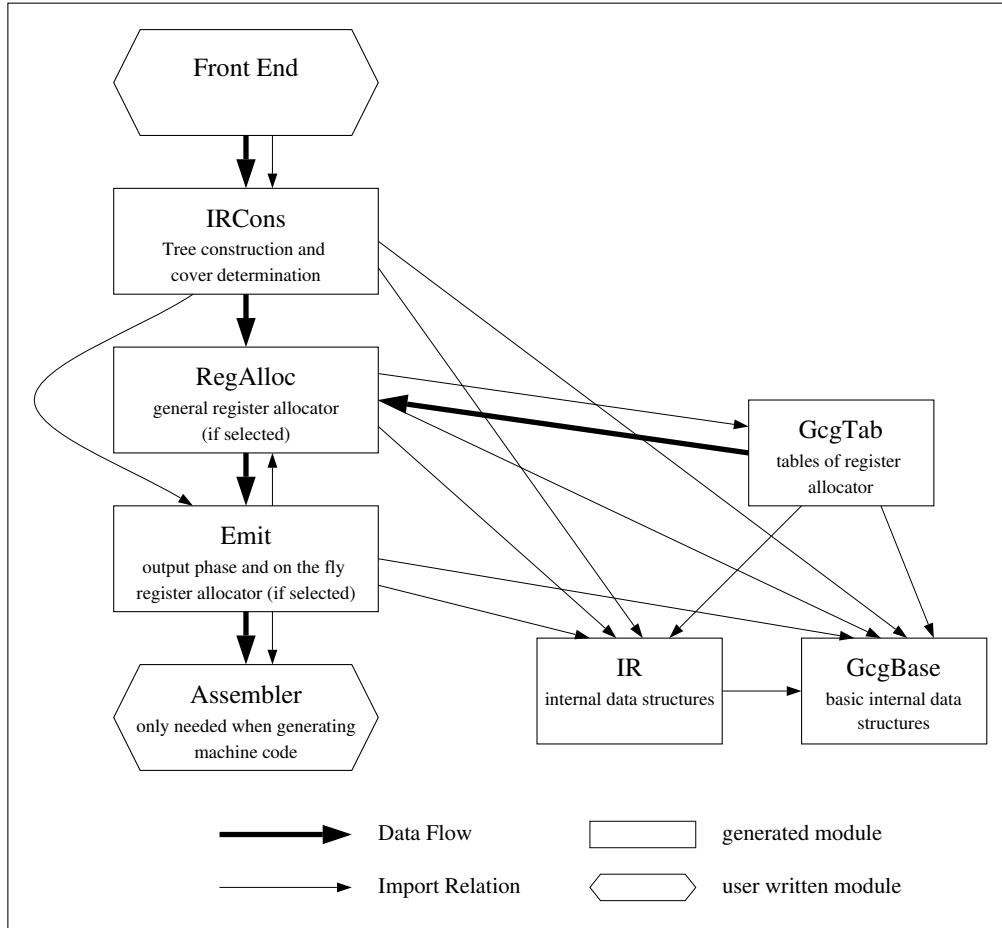 Front End
IRCons
Tree construction and
cover determination
RegAlloc
general register allocator
(if selected)
GcgTab
tables of register
allocator
Emit
output phase and on the fly
register allocator (if selected)
Assembler
only needed when generating
machine code
IR
internal data structures
GcgBase
basic internal data
structures
Data Flow
generated module
Import Relation
user written module